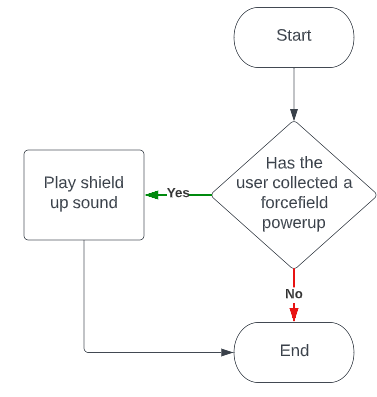 Start
Has the
user collected a
forcefield
powerup
Yes
Play shield
up sound
No
End